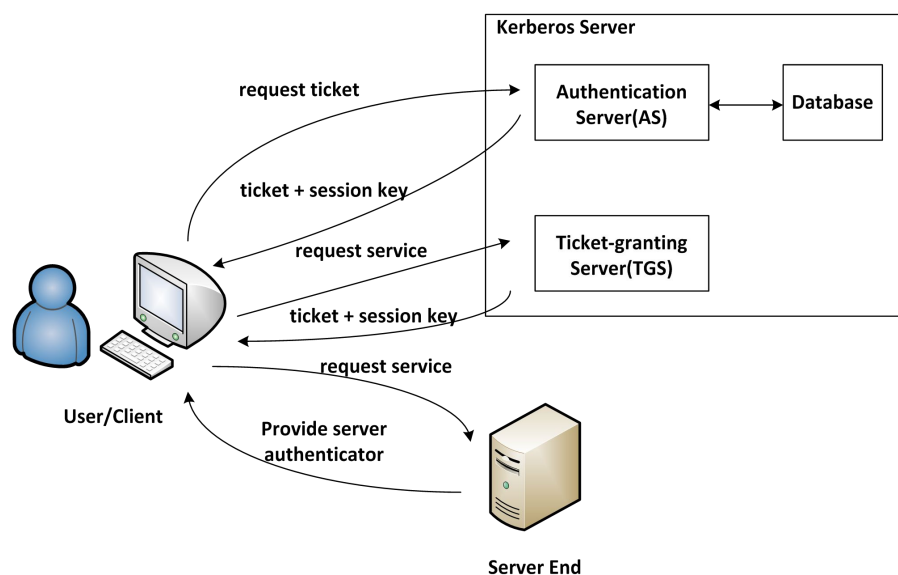 Kerberos Server
request ticket
Authentication
Server(AS)
Database
ticket + session key
request service
Ticket-granting
Server(TGS)
ticket + session key
request service
User/Client
Provide server
authenticator
Server End